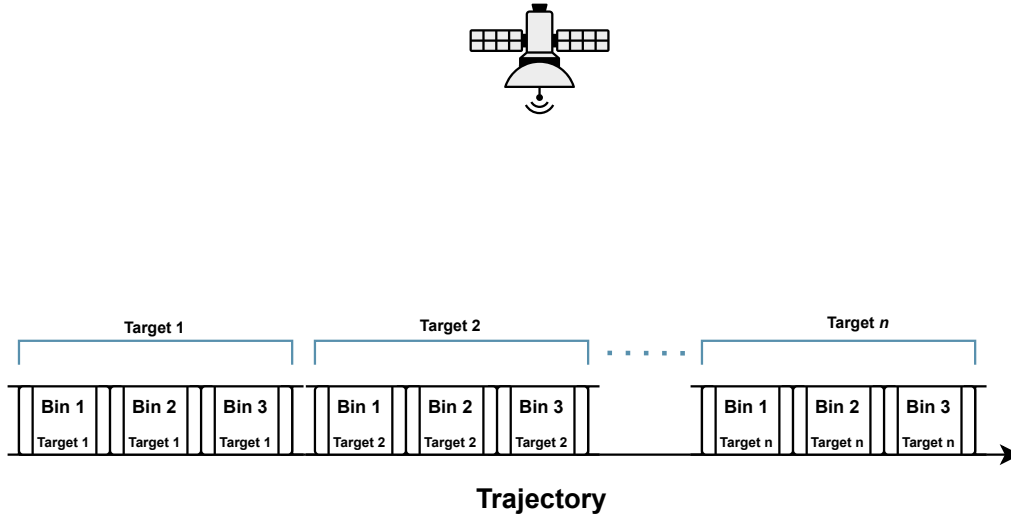 Target 1
Target 2
Target n
Bin 1 Bin 2 Bin 3 Bin 1 Bin 2 Bin 3 Bin 1 Bin 2 Bin 3
Target 1 Target 1 Target 1 Target 2 Target 2 Target 2 Target n Target n Target n
Trajectory